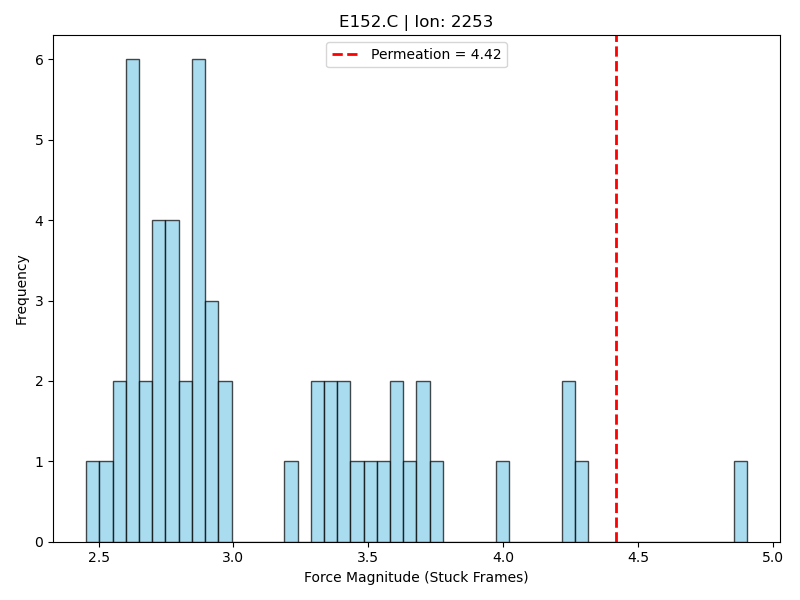 E152.C | Ion: 2253
Permeation = 4.42
6
5
4
3
2
1
0
Frequency
2.5 3.0 3.5 4.0 4.5 5.0
Force Magnitude (Stuck Frames)